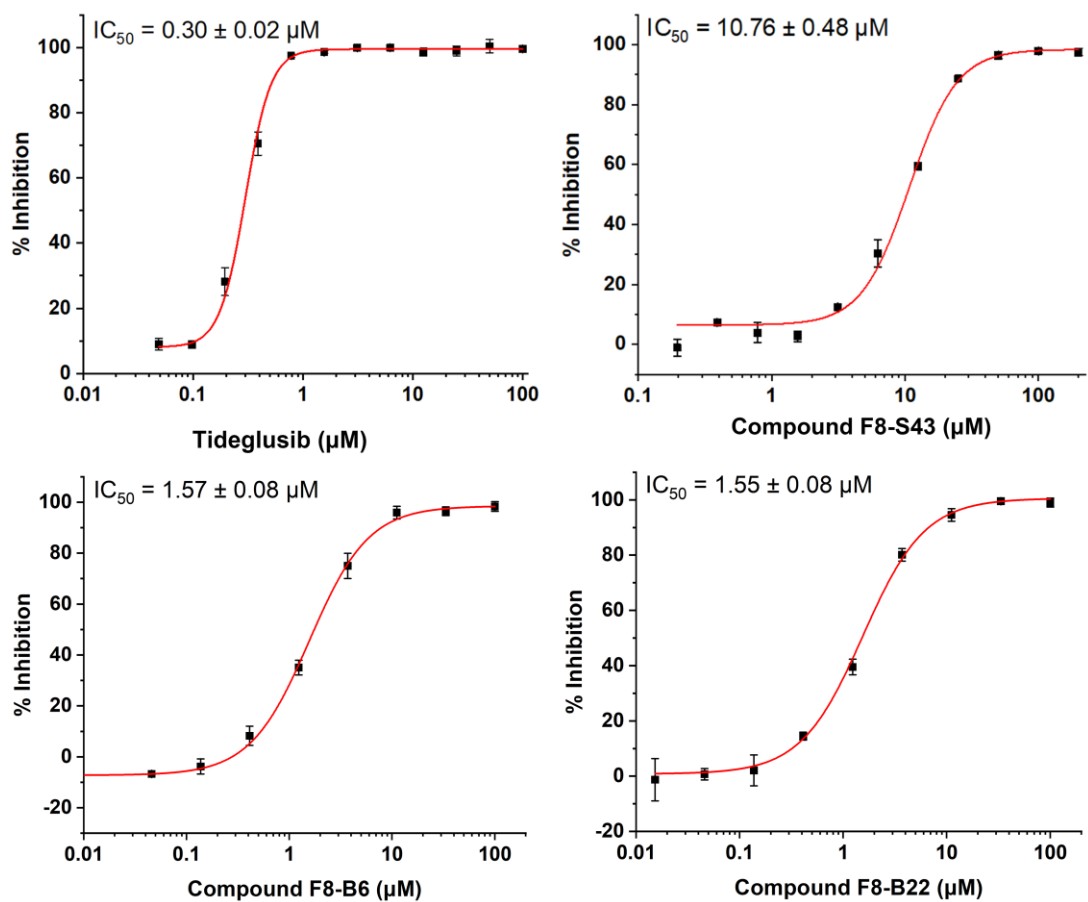 IC50 = 0.30 ± 0.02 µM
% Inhibition
100
80
60
40
20
0
0.01 0.1 1 10 100
Tideglusib (µM)
IC50 = 10.76 ± 0.48 µM
% Inhibition
100
80
60
40
20
0
0.1 1 10 100
Compound F8-S43 (µM)
IC50 = 1.57 ± 0.08 µM
% Inhibition
100
80
60
40
20
0
-20
0.01 0.1 1 10 100
Compound F8-B6 (µM)
IC50 = 1.55 ± 0.08 µM
% Inhibition
100
80
60
40
20
0
-20
0.01 0.1 1 10 100
Compound F8-B22 (µM)